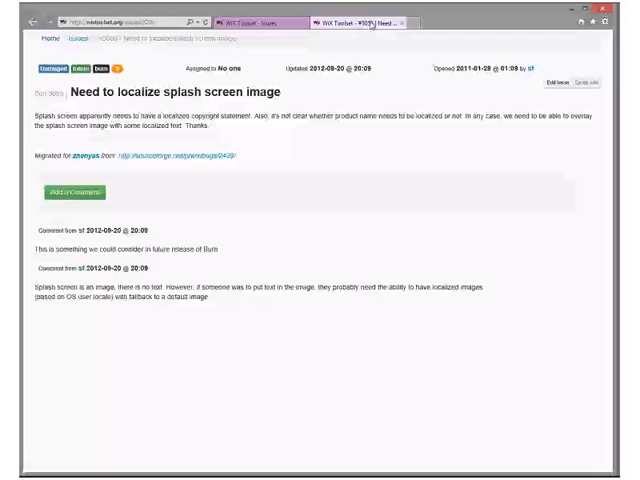 WiX Toolset - Issues
Home Issues Need to localize splash screen image
burn
Assigned to No one
Updated 2012-09-20 @ 20:09
Opened 2011-01-28 @ 01:09 by sf
Edit Issue
Need to localize splash screen image
Splash screen apparently needs to have a localized copyright statement. Also, it's not clear whether product name needs to be localized or not. In any case, we need to be able to overlay
the splash screen image with some localized text. Thanks.
Migrated for znenyas from
Add a Comment
Comment from sf 2012-09-20 @ 20:09
This is something we could consider in future release of Burn
Comment from sf 2012-09-20 @ 20:09
Splash screen is an image, there is no text. However, if someone was to put text in the image, they probably need the ability to have localized images
(based on OS user locale) with fallback to a default image